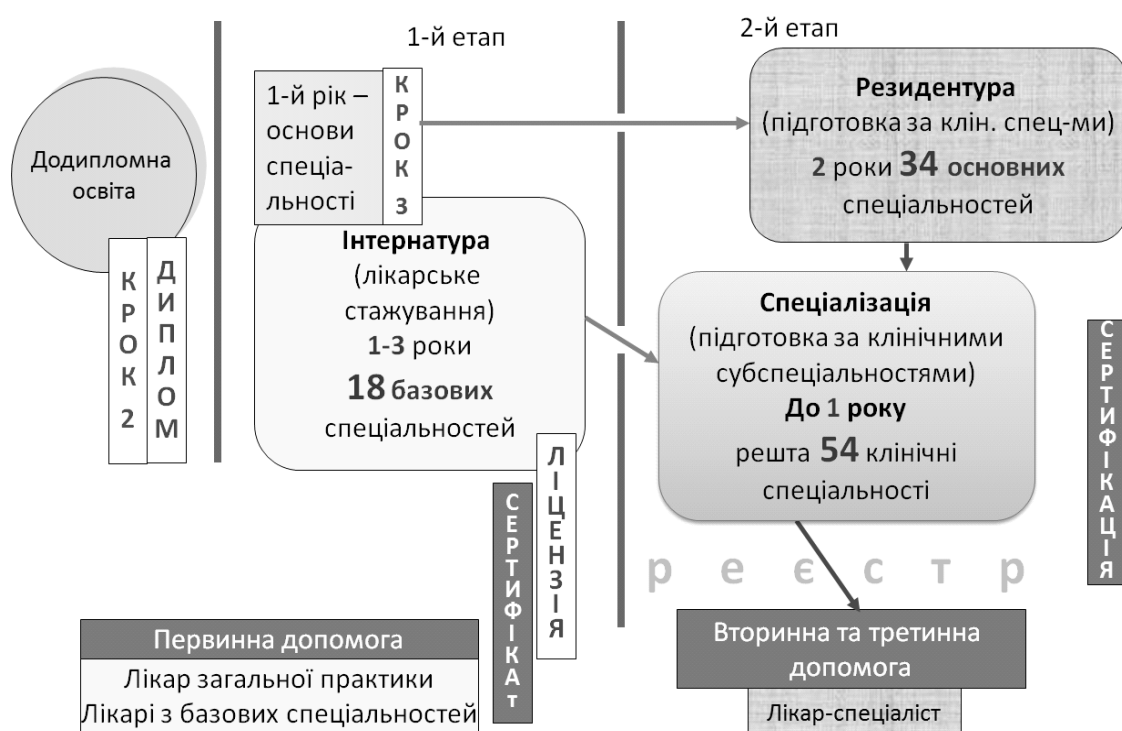 1-й етап
2-й етап
Додипломна
освіта
КРОК 2
ДИПЛОМ
1-й рік –
основи
спеціа-
льності
КРОК 3
Інтернатура
(лікарське
стажування)
1-3 роки
18 базових
спеціальностей
ЛІЦЕНЗІЯ
СЕРТИФІКАт
Резидентура
(підготовка за клін. спец-ми)
2 роки 34 основних
спеціальностей
Спеціалізація
(підготовка за клінічними
субспеціальностями)
До 1 року
решта 54 клінічні
спеціальності
СЕРТИФІКАЦІЯ
реєстр
Первинна допомога
Лікар загальної практики
Лікарі з базових спеціальностей
Вторинна та третинна
допомога
Лікар-спеціаліст